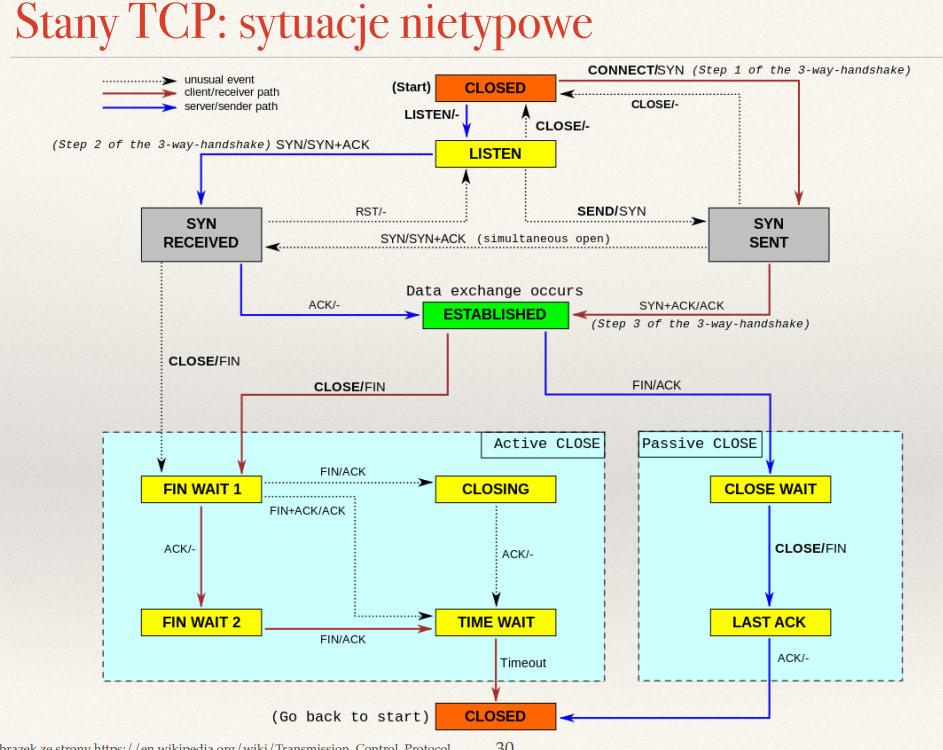 Stany TCP: sytuacje nietypowe
unusual event
client/receiver path
server/sender path
(Start)
CLOSED
CONNECT/SYN (Step 1 of the 3-way-handshake)
CLOSE/-
LISTEN/-
CLOSE/-
(Step 2 of the 3-way-handshake) SYN/SYN+ACK
LISTEN
RST/-
SEND/SYN
SYN
RECEIVED
SYN
SENT
SYN/SYN+ACK (simultaneous open)
Data exchange occurs
ACK/-
ESTABLISHED
SYN+ACK/ACK
(Step 3 of the 3-way-handshake)
CLOSE/FIN
CLOSE/FIN
FIN/ACK
Active CLOSE
Passive CLOSE
FIN WAIT 1
FIN/ACK
CLOSING
CLOSE WAIT
FIN+ACK/ACK
ACK/-
ACK/-
CLOSE/FIN
FIN WAIT 2
FIN/ACK
TIME WAIT
LAST ACK
Timeout
ACK/-
(Go back to start)
CLOSED
ze strony https://en.wikipedia.org/wiki/Transmission_Control_Protocol
30